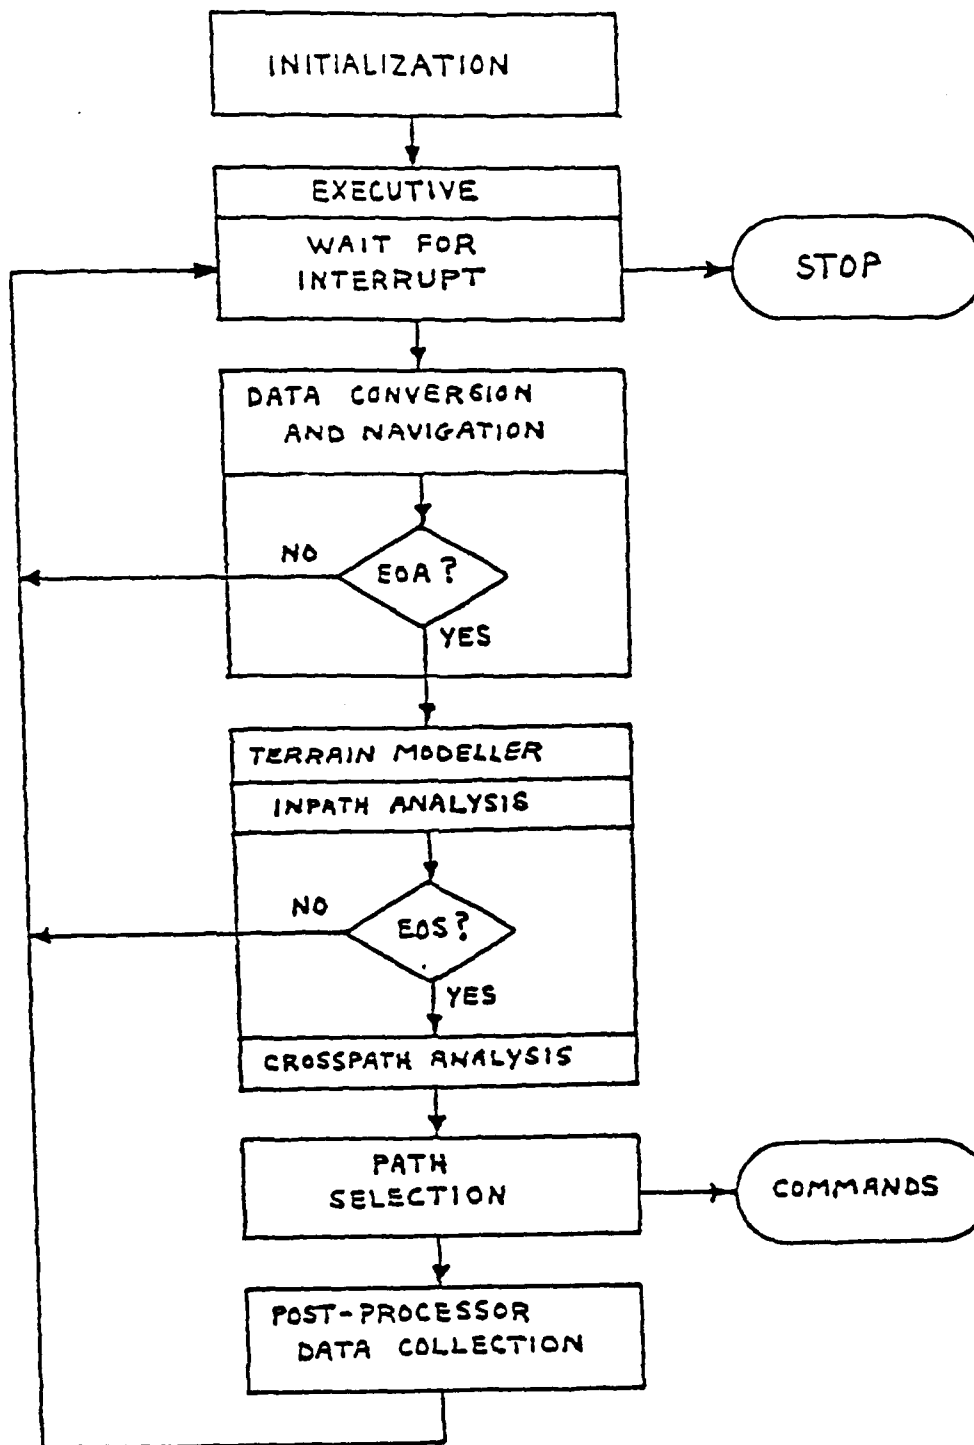 INITIALIZATION
EXECUTIVE
WAIT FOR
INTERRUPT
STOP
DATA CONVERSION
AND NAVIGATION
NO
EOA?
YES
TERRAIN MODELLER
INPATH ANALYSIS
NO
EOS?
YES
CROSSPATH ANALYSIS
PATH
SELECTION
COMMANDS
POST-PROCESSOR
DATA COLLECTION